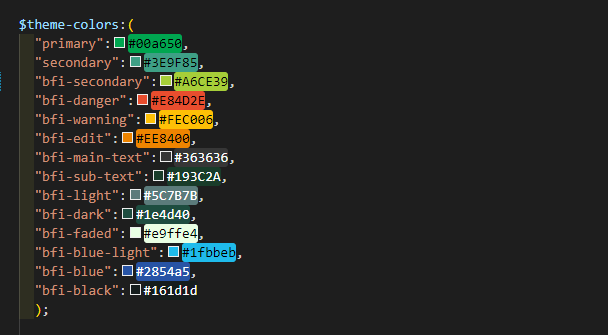 $theme-colors:(
"primary":#00a650,
"secondary":#3E9F85,
"bfi-secondary":#A6CE39,
"bfi-danger":#E84D2E,
"bfi-warning":#FEC006,
"bfi-edit":#EE8400,
"bfi-main-text":#363636,
"bfi-sub-text":#193C2A,
"bfi-light":#5C7B7B,
"bfi-dark":#1e4d40,
"bfi-faded":#e9ffe4,
"bfi-blue-light":#1fbbeb,
"bfi-blue":#2854a5,
"bfi-black":#161d1d
);